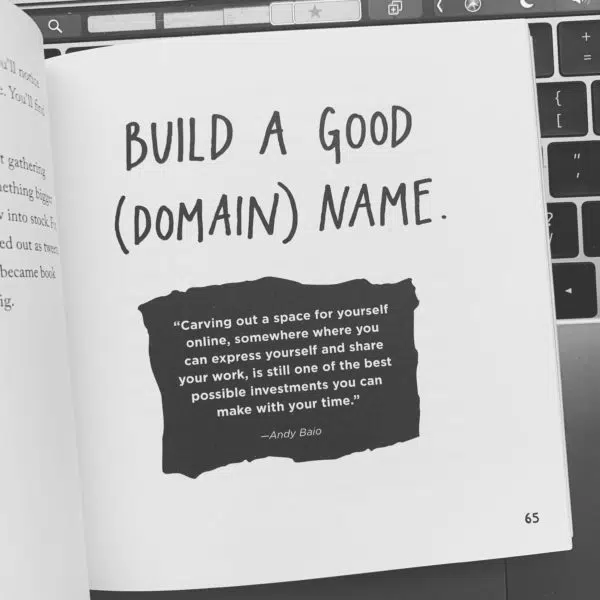 u'll notice
e. You'll find
t gathering
nething bigger
w into stock.
ed out as tweets
became book
fig.
BUILD A GOOD
(DOMAIN) NAME.
“Carving out a space for yourself
online, somewhere where you
can express yourself and share
your work, is still one of the best
possible investments you can
make with your time.”
—Andy Baio
65
+
=
{
[
"
'
?
/